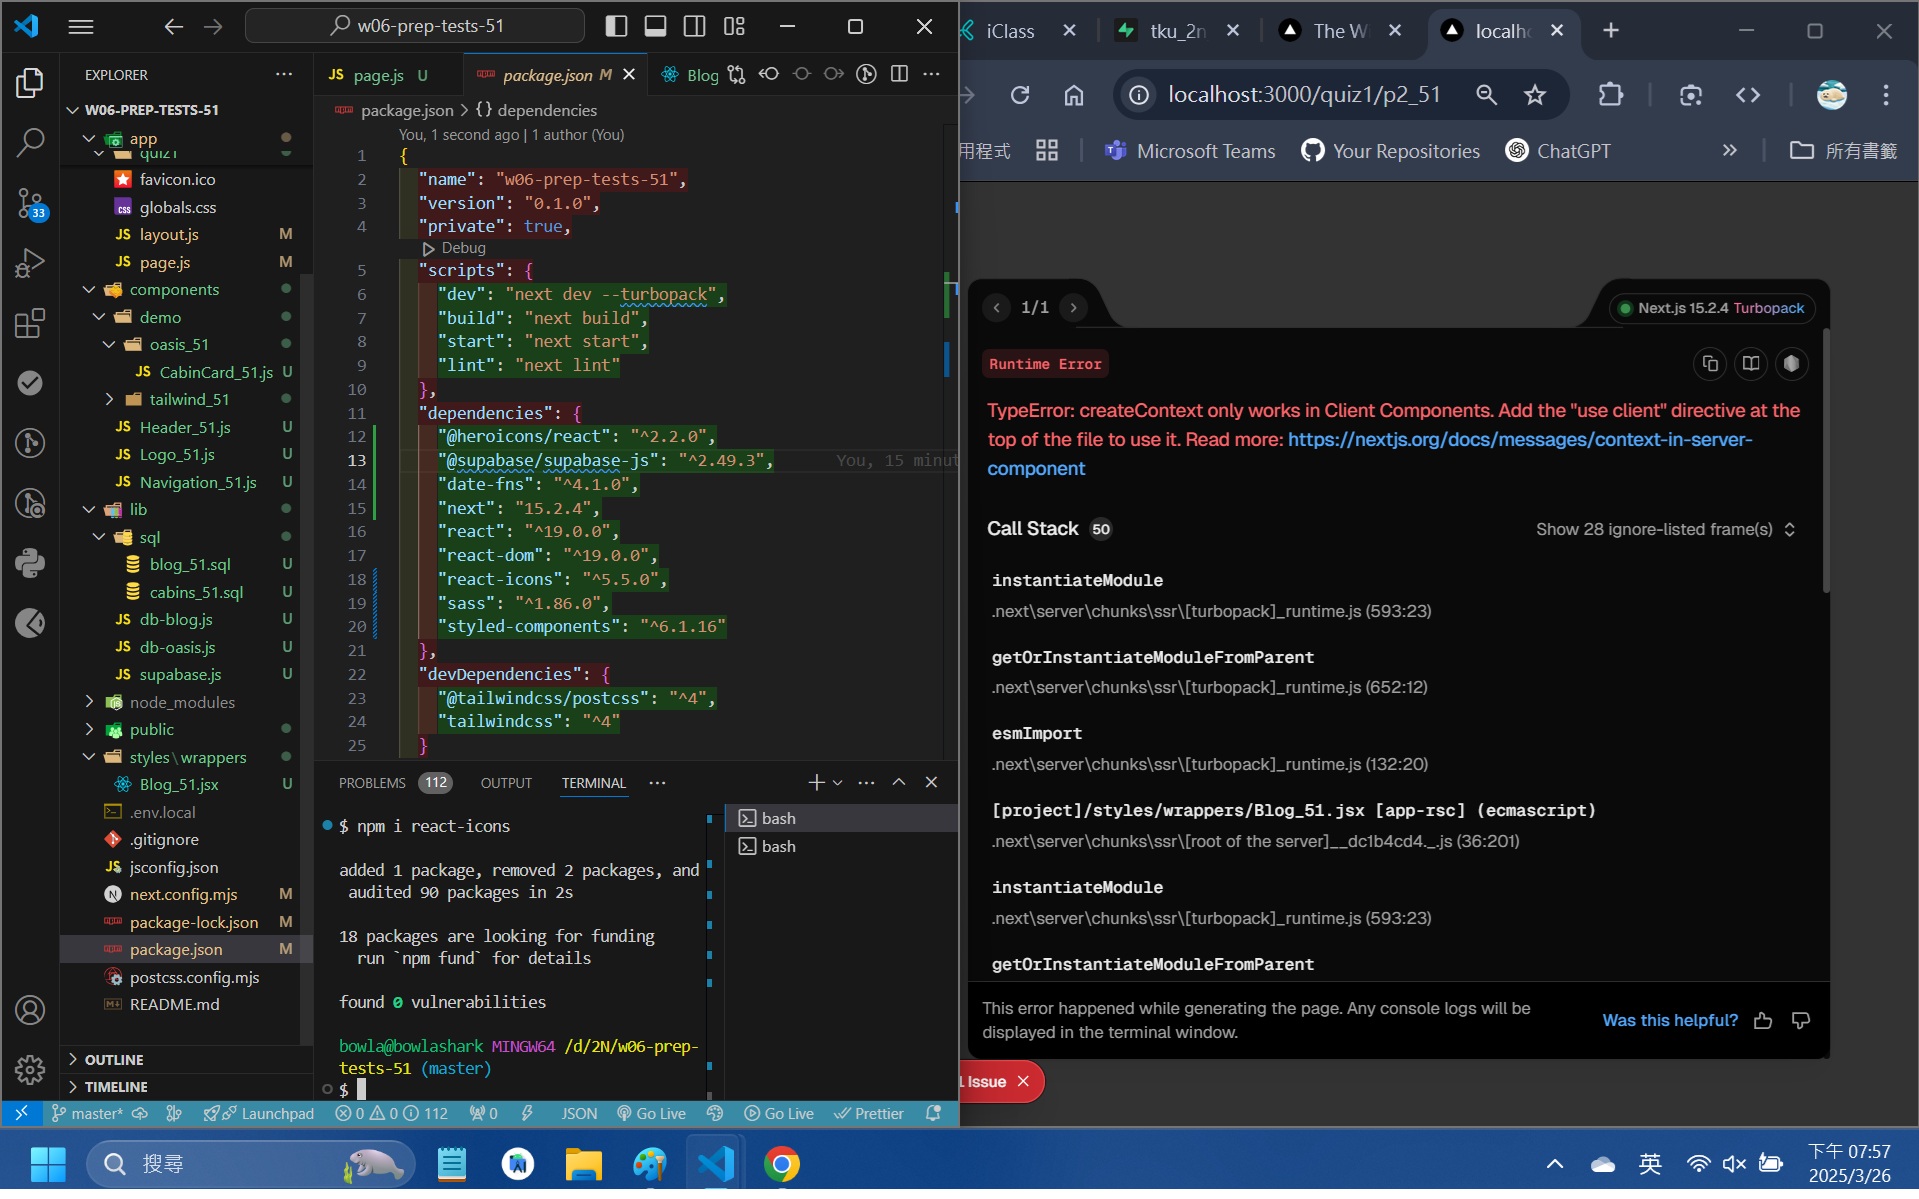 w06-prep-tests-51
EXPLORER
W06-PREP-TESTS-51
app
quiz1
favicon.ico
globals.css
layout.js M
page.js M
components
demo
oasis_51
CabinCard_51.js U
tailwind_51
Header_51.js U
Logo_51.js U
Navigation_51.js U
lib
sql
blog_51.sql U
cabins_51.sql U
db-blog.js U
db-oasis.js U
supabase.js U
node_modules
public
styles\wrappers
Blog_51.jsx U
.env.local
.gitignore
jsconfig.json
next.config.mjs M
package-lock.json M
package.json M
postcss.config.mjs
README.md
OUTLINE
TIMELINE
33
JS page.js U
package.json M
Blog
package.json > {} dependencies
You, 1 second ago | 1 author (You)
1 {
2 "name": "w06-prep-tests-51",
3 "version": "0.1.0",
4 "private": true,
Debug
5 "scripts": {
6 "dev": "next dev --turbopack",
7 "build": "next build",
8 "start": "next start",
9 "lint": "next lint"
10 },
11 "dependencies": {
12 "@heroicons/react": "^2.2.0",
13 "@supabase/supabase-js": "^2.49.3", You, 15 minut
14 "date-fns": "^4.1.0",
15 "next": "15.2.4",
16 "react": "^19.0.0",
17 "react-dom": "^19.0.0",
18 "react-icons": "^5.5.0",
19 "sass": "^1.86.0",
20 "styled-components": "^6.1.16"
21 },
22 "devDependencies": {
23 "@tailwindcss/postcss": "^4",
24 "tailwindcss": "^4"
25 }
PROBLEMS 112 OUTPUT TERMINAL
$ npm i react-icons
added 1 package, removed 2 packages, and
audited 90 packages in 2s
18 packages are looking for funding
run `npm fund` for details
found 0 vulnerabilities
bowla@bowlashark MINGW64 /d/2N/w06-prep-
tests-51 (master)
$
bash
bash
master* Launchpad 0 0 112 0 JSON Go Live Go Live Prettier
iClass
tku_2n
The W
localho
localhost:3000/quiz1/p2_51
用程式 Microsoft Teams Your Repositories ChatGPT 所有書籤
1/1
Next.js 15.2.4 Turbopack
Runtime Error
TypeError: createContext only works in Client Components. Add the "use client" directive at the
top of the file to use it. Read more: https://nextjs.org/docs/messages/context-in-server-
component
Call Stack 50
Show 28 ignore-listed frame(s)
instantiateModule
.next\server\chunks\ssr\[turbopack]_runtime.js (593:23)
getOrInstantiateModuleFromParent
.next\server\chunks\ssr\[turbopack]_runtime.js (652:12)
esmImport
.next\server\chunks\ssr\[turbopack]_runtime.js (132:20)
[project]/styles/wrappers/Blog_51.jsx [app-rsc] (ecmascript)
.next\server\chunks\ssr\[root of the server]__dc1b4cd4._.js (36:201)
instantiateModule
.next\server\chunks\ssr\[turbopack]_runtime.js (593:23)
getOrInstantiateModuleFromParent
This error happened while generating the page. Any console logs will be
displayed in the terminal window.
Was this helpful?
1 Issue
搜尋
英
下午 07:57
2025/3/26